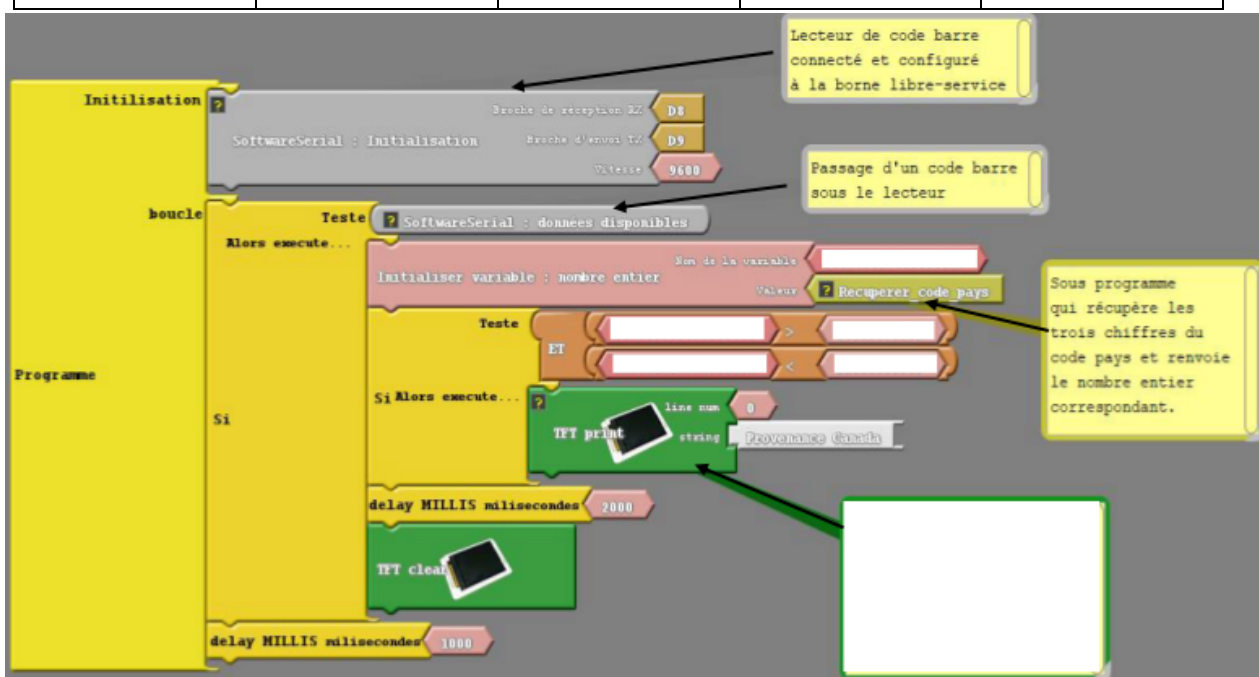 Lecteur de code barre
connecté et configuré
à la borne libre-service
Initilisation
?
Broche de réception RZ D8
SoftwareSerial : Initialisation
Broche d'envoi TZ D9
Vitesse 9600
Passage d'un code barre
sous le lecteur
boucle
Teste
? SoftwareSerial : données disponibles
Alors execute...
Nom de la variable
Initialiser variable : nombre entier
Valeur ? Recuperer_code_pays
Sous programme
qui récupère les
trois chiffres du
code pays et renvoie
le nombre entier
correspondant.
Teste
>
ET
<
Programme
Si
Si Alors execute...
?
line num 0
TFT print
string Provenance Canada
delay MILLIS milisecondes 2000
TFT clear
delay MILLIS milisecondes 1000